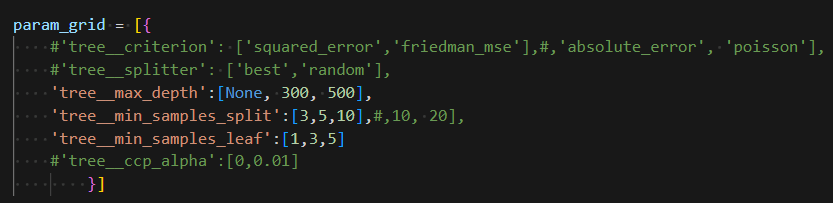 param_grid = [{
#'tree__criterion': ['squared_error','friedman_mse'],#,'absolute_error', 'poisson'],
#'tree__splitter': ['best','random'],
'tree__max_depth':[None, 300, 500],
'tree__min_samples_split':[3,5,10],#,10, 20],
'tree__min_samples_leaf':[1,3,5]
#'tree__ccp_alpha':[0,0.01]
}]